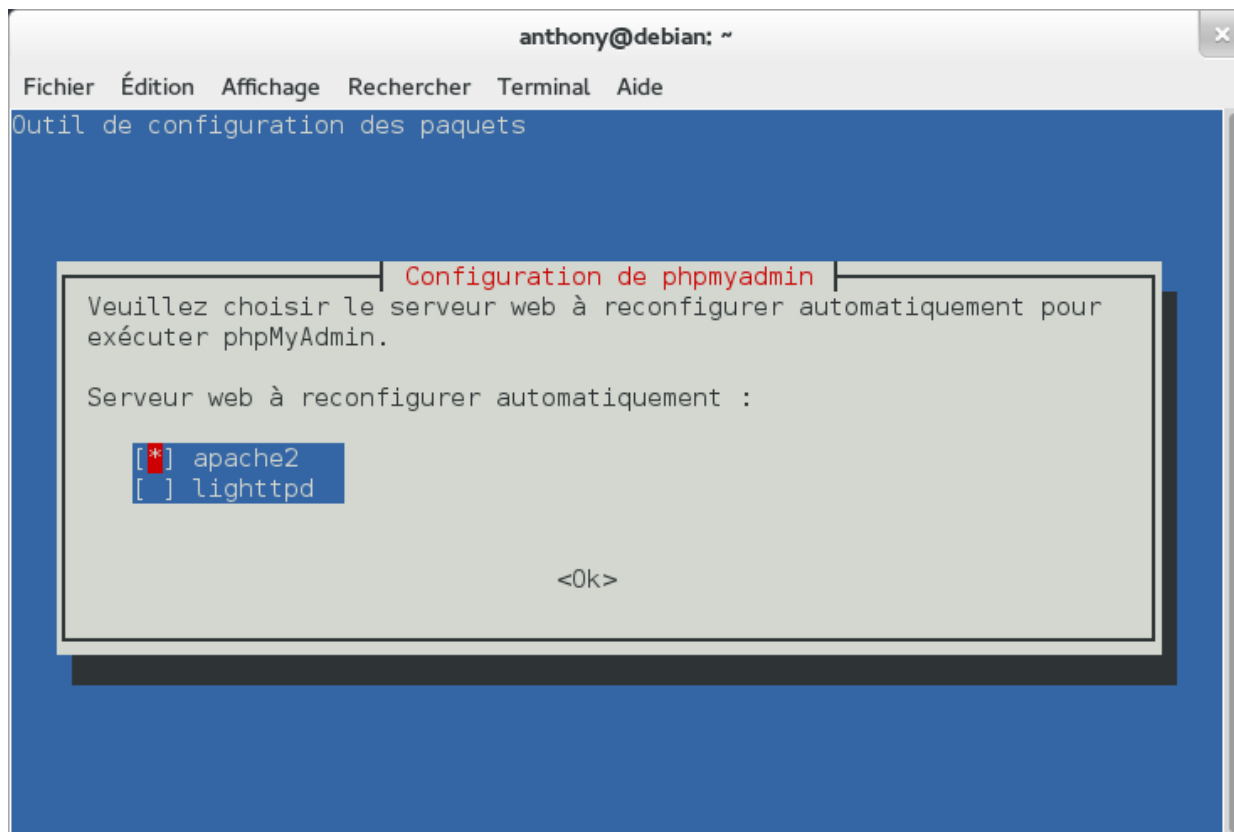 anthony@debian: ~
Fichier Édition Affichage Rechercher Terminal Aide
Outil de configuration des paquets
Configuration de phpmyadmin
Veuillez choisir le serveur web à reconfigurer automatiquement pour
exécuter phpMyAdmin.
Serveur web à reconfigurer automatiquement :
[*] apache2
[ ] lighttpd
<Ok>